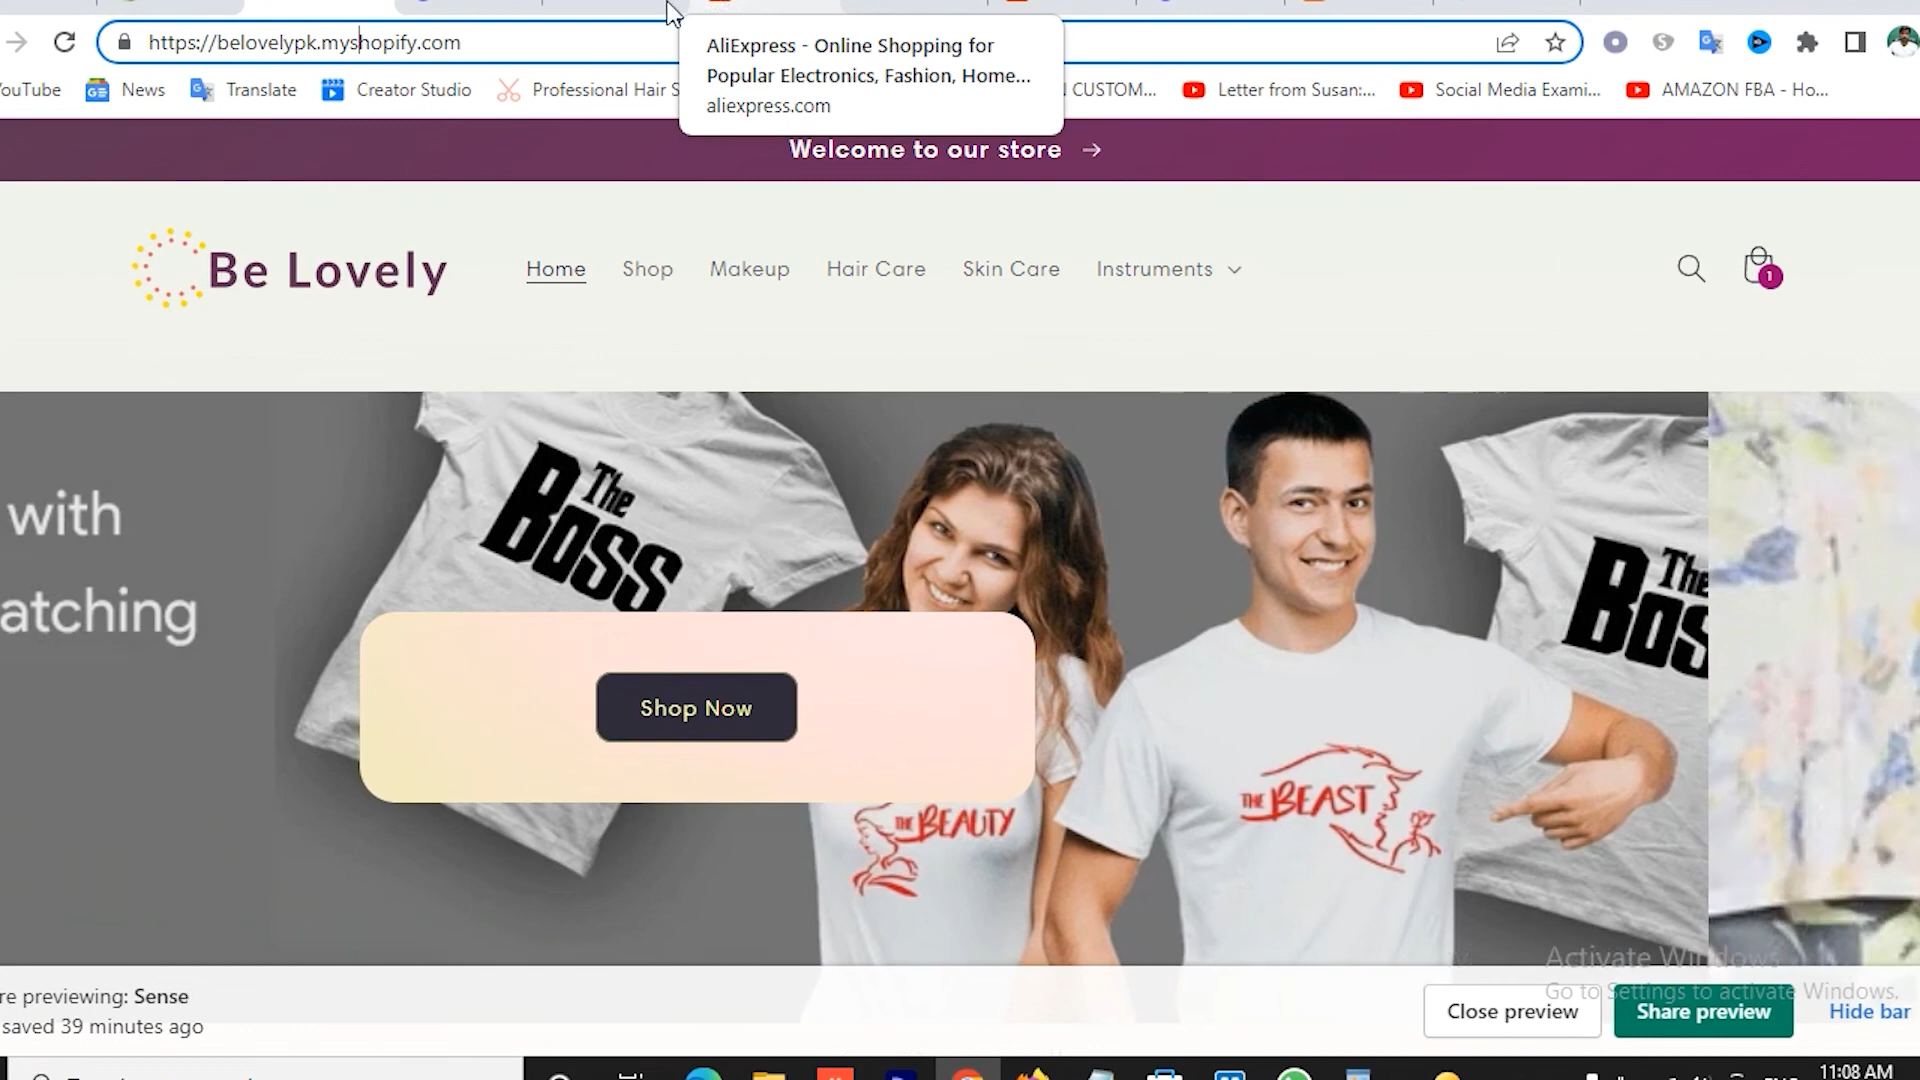 https://belovelypk.myshopify.com
AliExpress - Online Shopping for
Popular Electronics, Fashion, Home...
aliexpress.com
ouTube
News
Translate
Creator Studio
Professional Hair S
CUSTOM...
Letter from Susan:...
Social Media Exami...
AMAZON FBA - Ho...
Welcome to our store →
Be Lovely
Home
Shop
Makeup
Hair Care
Skin Care
Instruments
1
with
atching
The
Boss
The
Bos
Shop Now
THE BEAUTY
THE BEAST
Activate Windows
Go to Settings to activate Windows.
re previewing: Sense
saved 39 minutes ago
Close preview
Share preview
Hide bar
11:08 AM